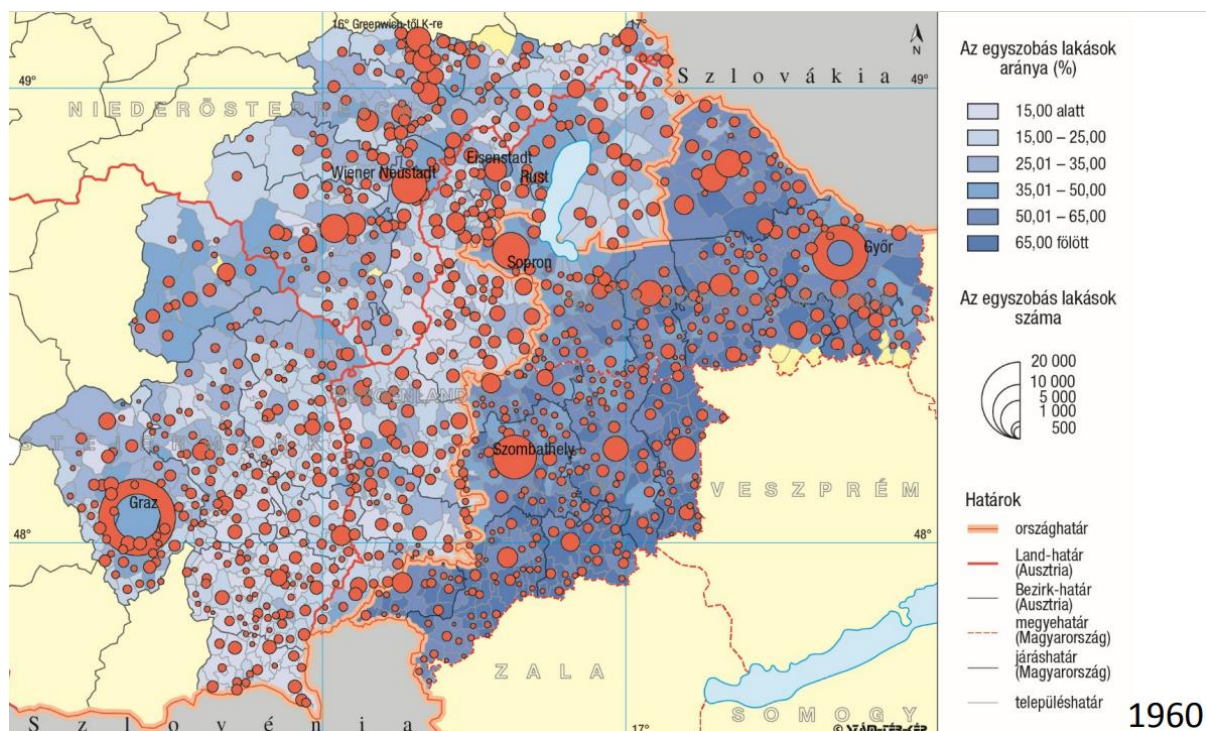 16° Greenwich-től K-re
17°
N
49°
Szlovákia
49°
NIEDERÖSTERREICH
Eisenstadt
Wiener Neustadt
Rust
Győr
Sopron
BURGENLAND
STEIERMARK
Szombathely
VESZPRÉM
Graz
48°
48°
ZALA
SOMOGY
Szlovénia
17°
Az egyszobás lakások
aránya (%)
15,00 alatt
15,00 – 25,00
25,01 – 35,00
35,01 – 50,00
50,01 – 65,00
65,00 fölött
Az egyszobás lakások
száma
20 000
10 000
5 000
1 000
500
Határok
országhatár
Land-határ
(Ausztria)
Bezirk-határ
(Ausztria)
megyehatár
(Magyarország)
járáshatár
(Magyarország)
településhatár
1960